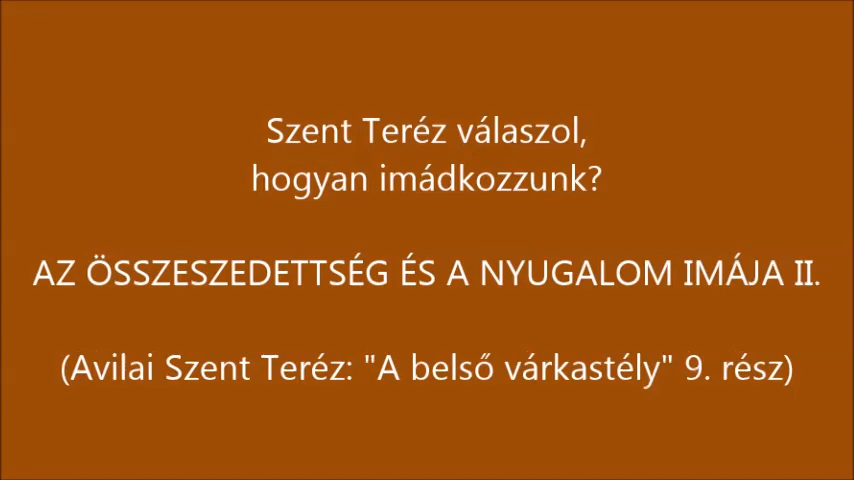 Szent Teréz válaszol,
hogyan imádkozzunk?
AZ ÖSSZESZEDETTSÉG ÉS A NYUGALOM IMÁJA II.
(Avilai Szent Teréz: "A belső várkastély" 9. rész)